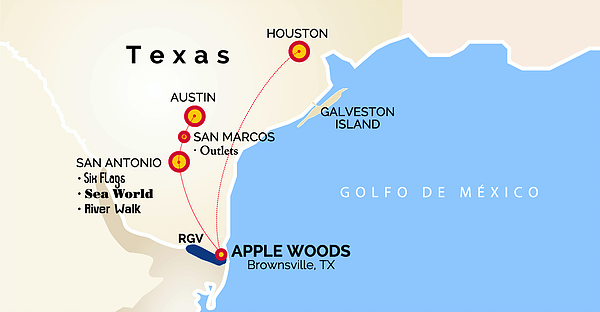 HOUSTON
Texas
AUSTIN
GALVESTON
ISLAND
SAN MARCOS
• Outlets
SAN ANTONIO
• Six Flags
• Sea World
• River Walk
GOLFO DE MÉXICO
RGV
APPLE WOODS
Brownsville, TX